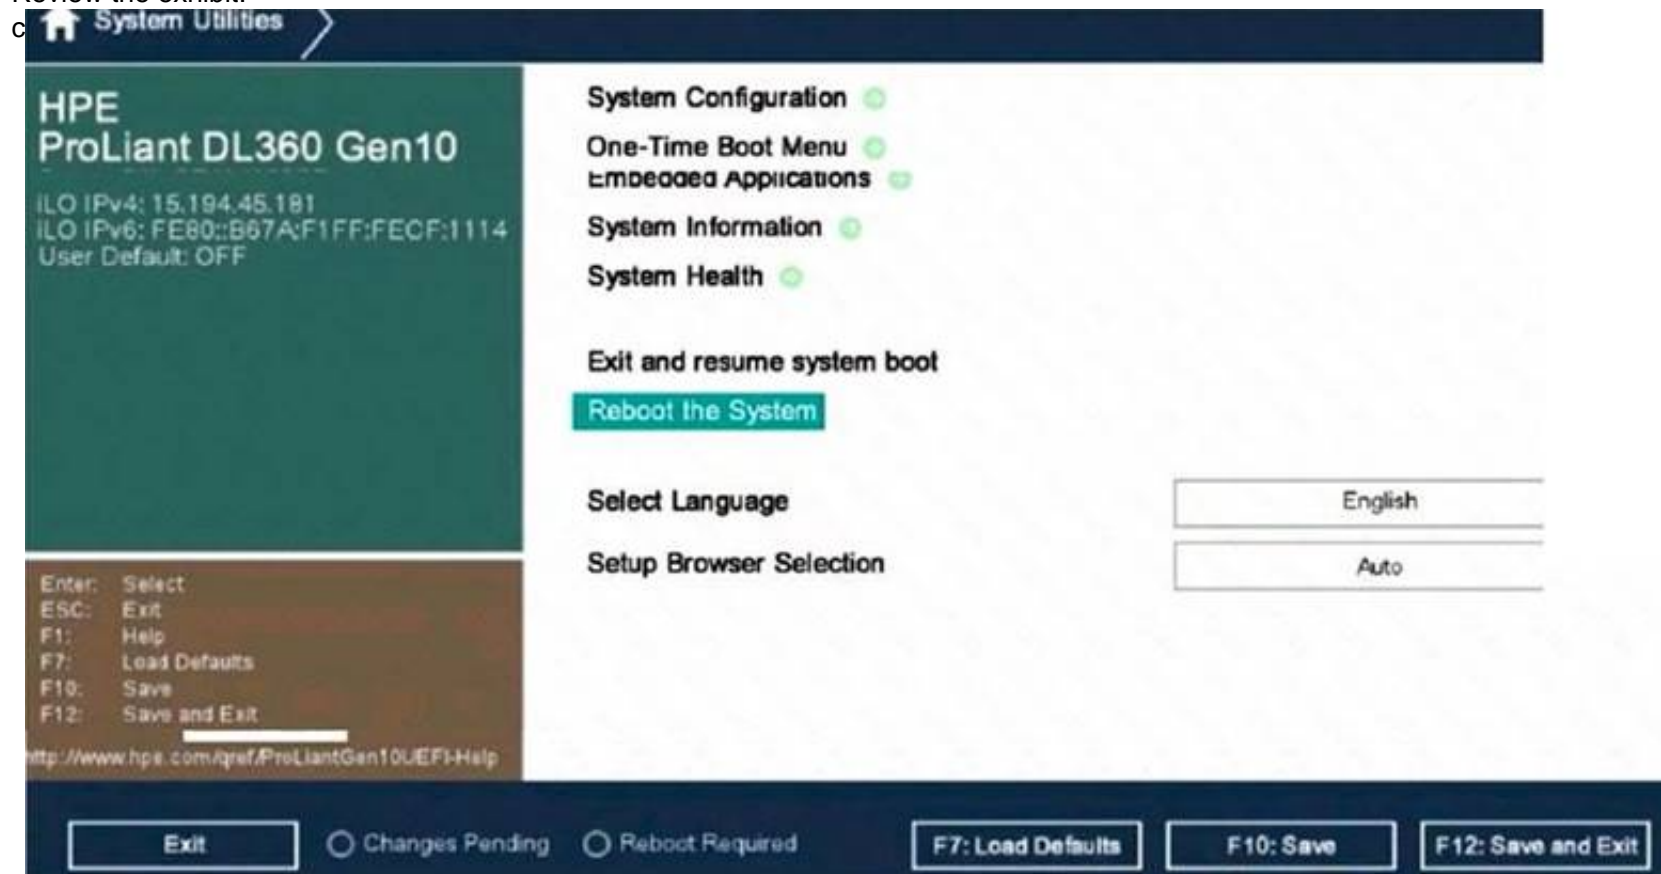 Review the exhibit.
c
System Utilities
HPE
ProLiant DL360 Gen10
iLO IPv4: 15.194.45.181
iLO IPv6: FE80::B67A:F1FF:FECF:1114
User Default: OFF
Enter: Select
ESC: Exit
F1: Help
F7: Load Defaults
F10: Save
F12: Save and Exit
http://www.hpe.com/qref/ProLiantGen10UEFI-Help
System Configuration
One-Time Boot Menu
Embedded Applications
System Information
System Health
Exit and resume system boot
Reboot the System
Select Language English
Setup Browser Selection Auto
Exit Changes Pending Reboot Required F7: Load Defaults F10: Save F12: Save and Exit